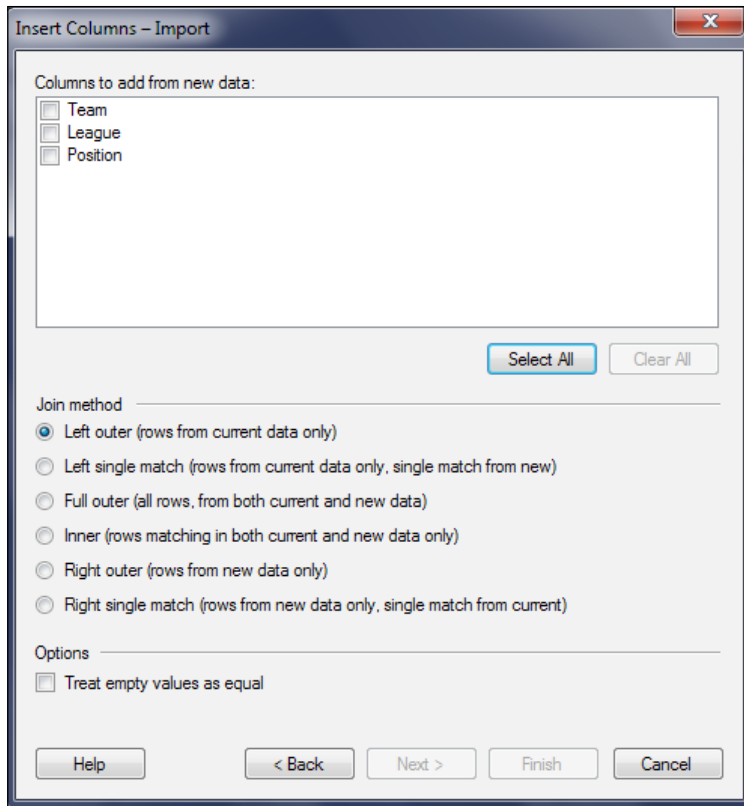 Insert Columns – Import
Columns to add from new data:
Team
League
Position
Select All
Clear All
Join method
Left outer (rows from current data only)
Left single match (rows from current data only, single match from new)
Full outer (all rows, from both current and new data)
Inner (rows matching in both current and new data only)
Right outer (rows from new data only)
Right single match (rows from new data only, single match from current)
Options
Treat empty values as equal
Help
< Back
Next >
Finish
Cancel